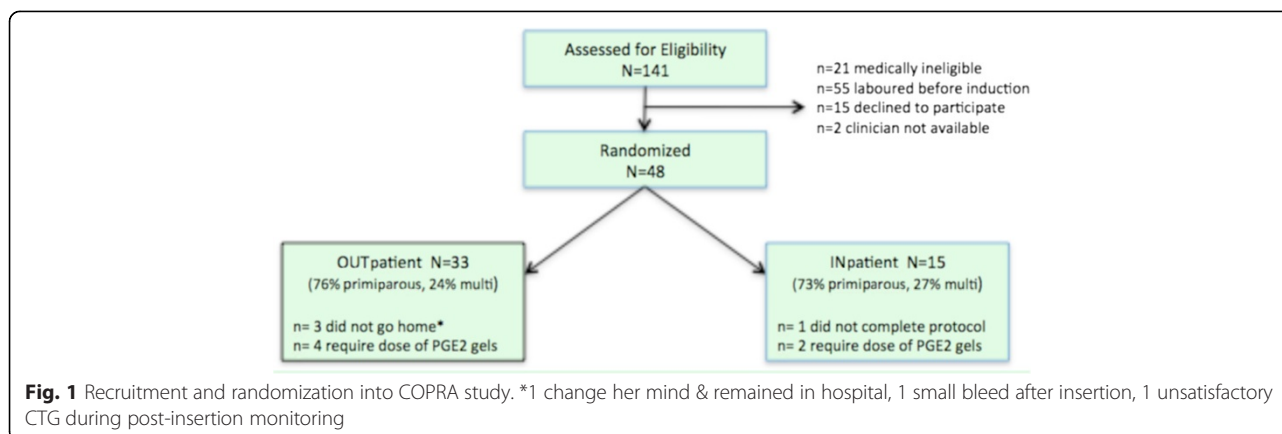 Assessed for Eligibility
N=141
n=21 medically ineligible
n=55 laboured before induction
n=15 declined to participate
n=2 clinician not available
Randomized
N=48
OUTpatient N=33
(76% primiparous, 24% multi)
n= 3 did not go home*
n= 4 require dose of PGE2 gels
INpatient N=15
(73% primiparous, 27% multi)
n= 1 did not complete protocol
n= 2 require dose of PGE2 gels
Fig. 1 Recruitment and randomization into COPRA study. *1 change her mind & remained in hospital, 1 small bleed after insertion, 1 unsatisfactory
CTG during post-insertion monitoring